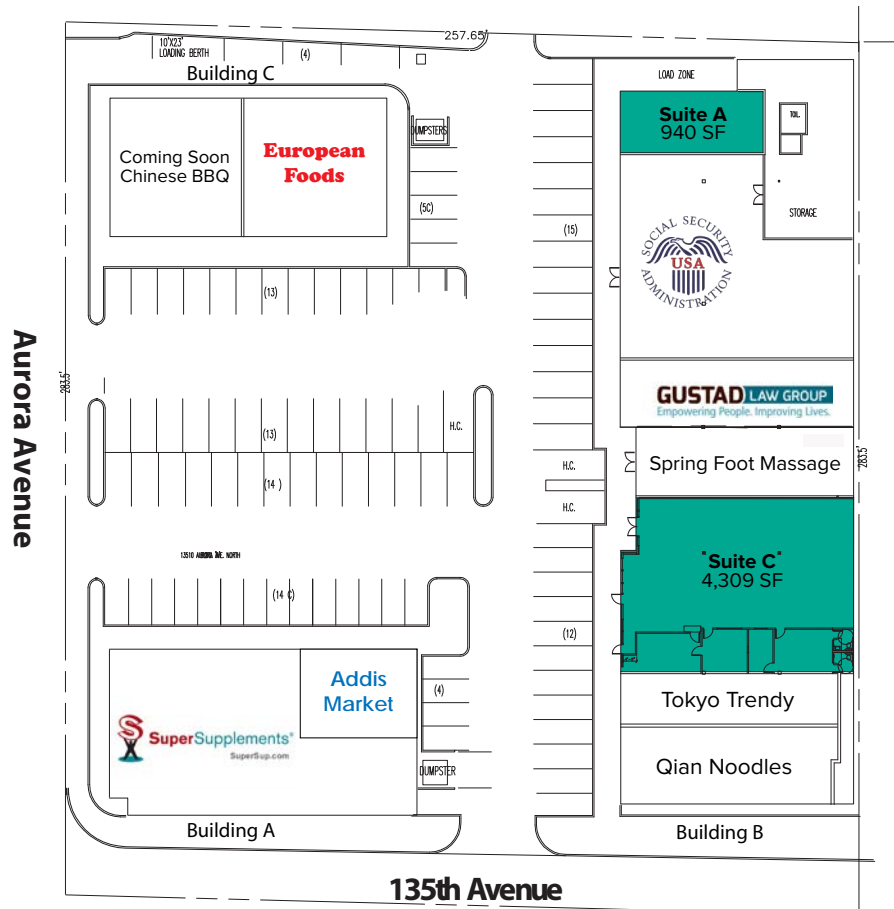 257.65'
10'X23'
LOADING BERTH
(4)
Building C
LOAD ZONE
Suite A
940 SF
TOIL.
DUMPSTERS
Coming Soon
Chinese BBQ
European
Foods
(5C)
(15)
STORAGE
SOCIAL SECURITY
USA
ADMINISTRATION
(13)
Aurora Avenue
283.5'
GUSTAD LAW GROUP
Empowering People. Improving Lives.
(13)
H.C.
H.C.
Spring Foot Massage
283.5'
(14 )
H.C.
13510 AURORA AVE. NORTH
Suite C
4,309 SF
(14 C)
(12)
Addis
Market
(4)
Tokyo Trendy
SuperSupplements®
SuperSup.com
DUMPSTER
Qian Noodles
Building A
Building B
135th Avenue